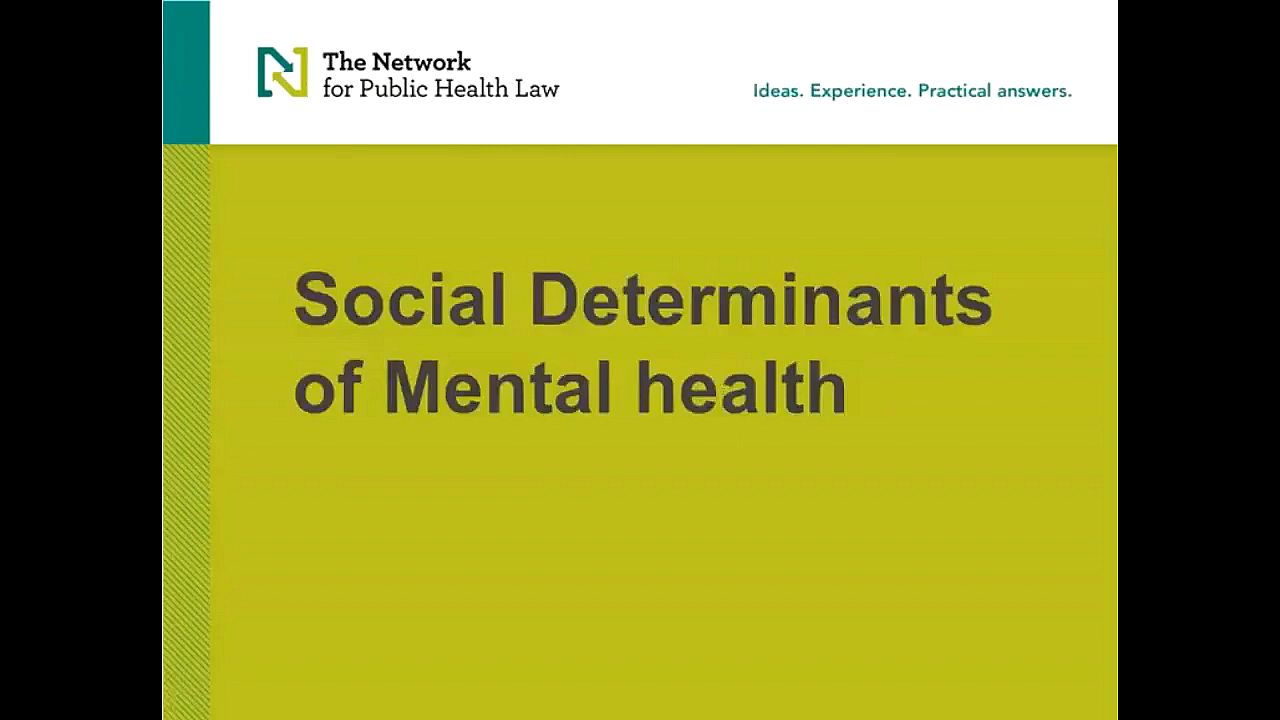 The Network
for Public Health Law
Ideas. Experience. Practical answers.
Social Determinants
of Mental health